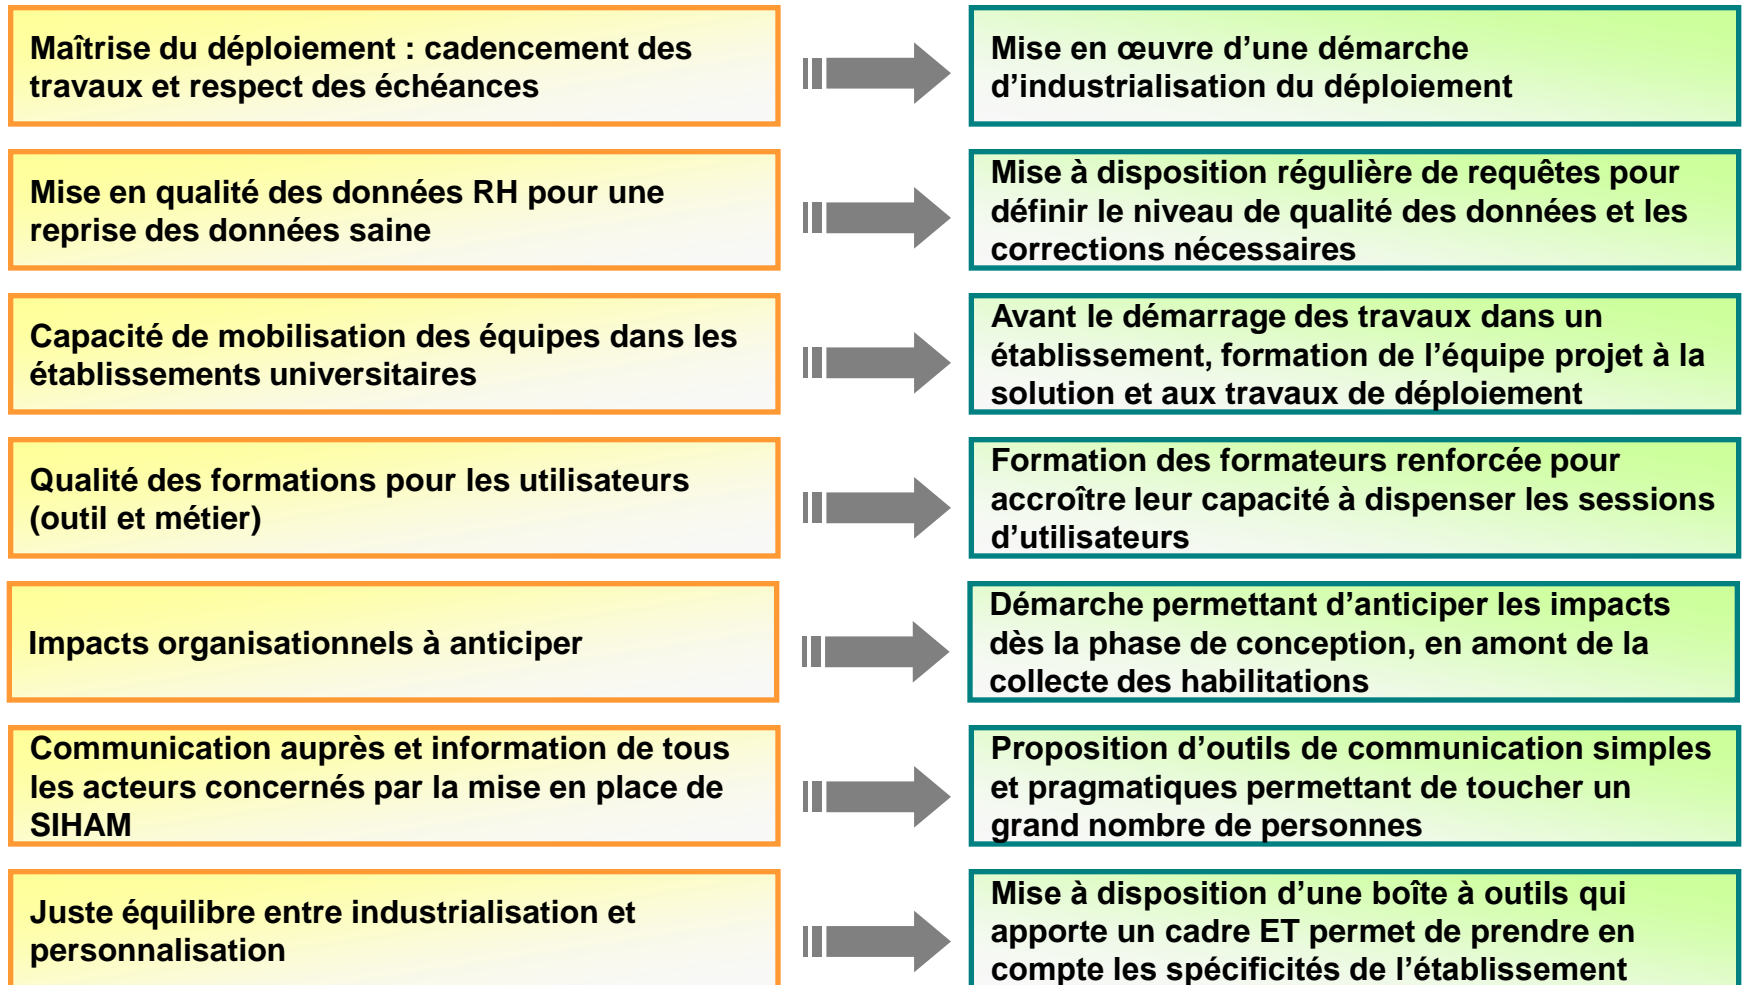 Maîtrise du déploiement : cadencement des
travaux et respect des échéances
Mise en œuvre d’une démarche
d’industrialisation du déploiement
Mise en qualité des données RH pour une
reprise des données saine
Mise à disposition régulière de requêtes pour
définir le niveau de qualité des données et les
corrections nécessaires
Capacité de mobilisation des équipes dans les
établissements universitaires
Avant le démarrage des travaux dans un
établissement, formation de l’équipe projet à la
solution et aux travaux de déploiement
Qualité des formations pour les utilisateurs
(outil et métier)
Formation des formateurs renforcée pour
accroître leur capacité à dispenser les sessions
d’utilisateurs
Impacts organisationnels à anticiper
Démarche permettant d’anticiper les impacts
dès la phase de conception, en amont de la
collecte des habilitations
Communication auprès et information de tous
les acteurs concernés par la mise en place de
SIHAM
Proposition d’outils de communication simples
et pragmatiques permettant de toucher un
grand nombre de personnes
Juste équilibre entre industrialisation et
personnalisation
Mise à disposition d’une boîte à outils qui
apporte un cadre ET permet de prendre en
compte les spécificités de l’établissement